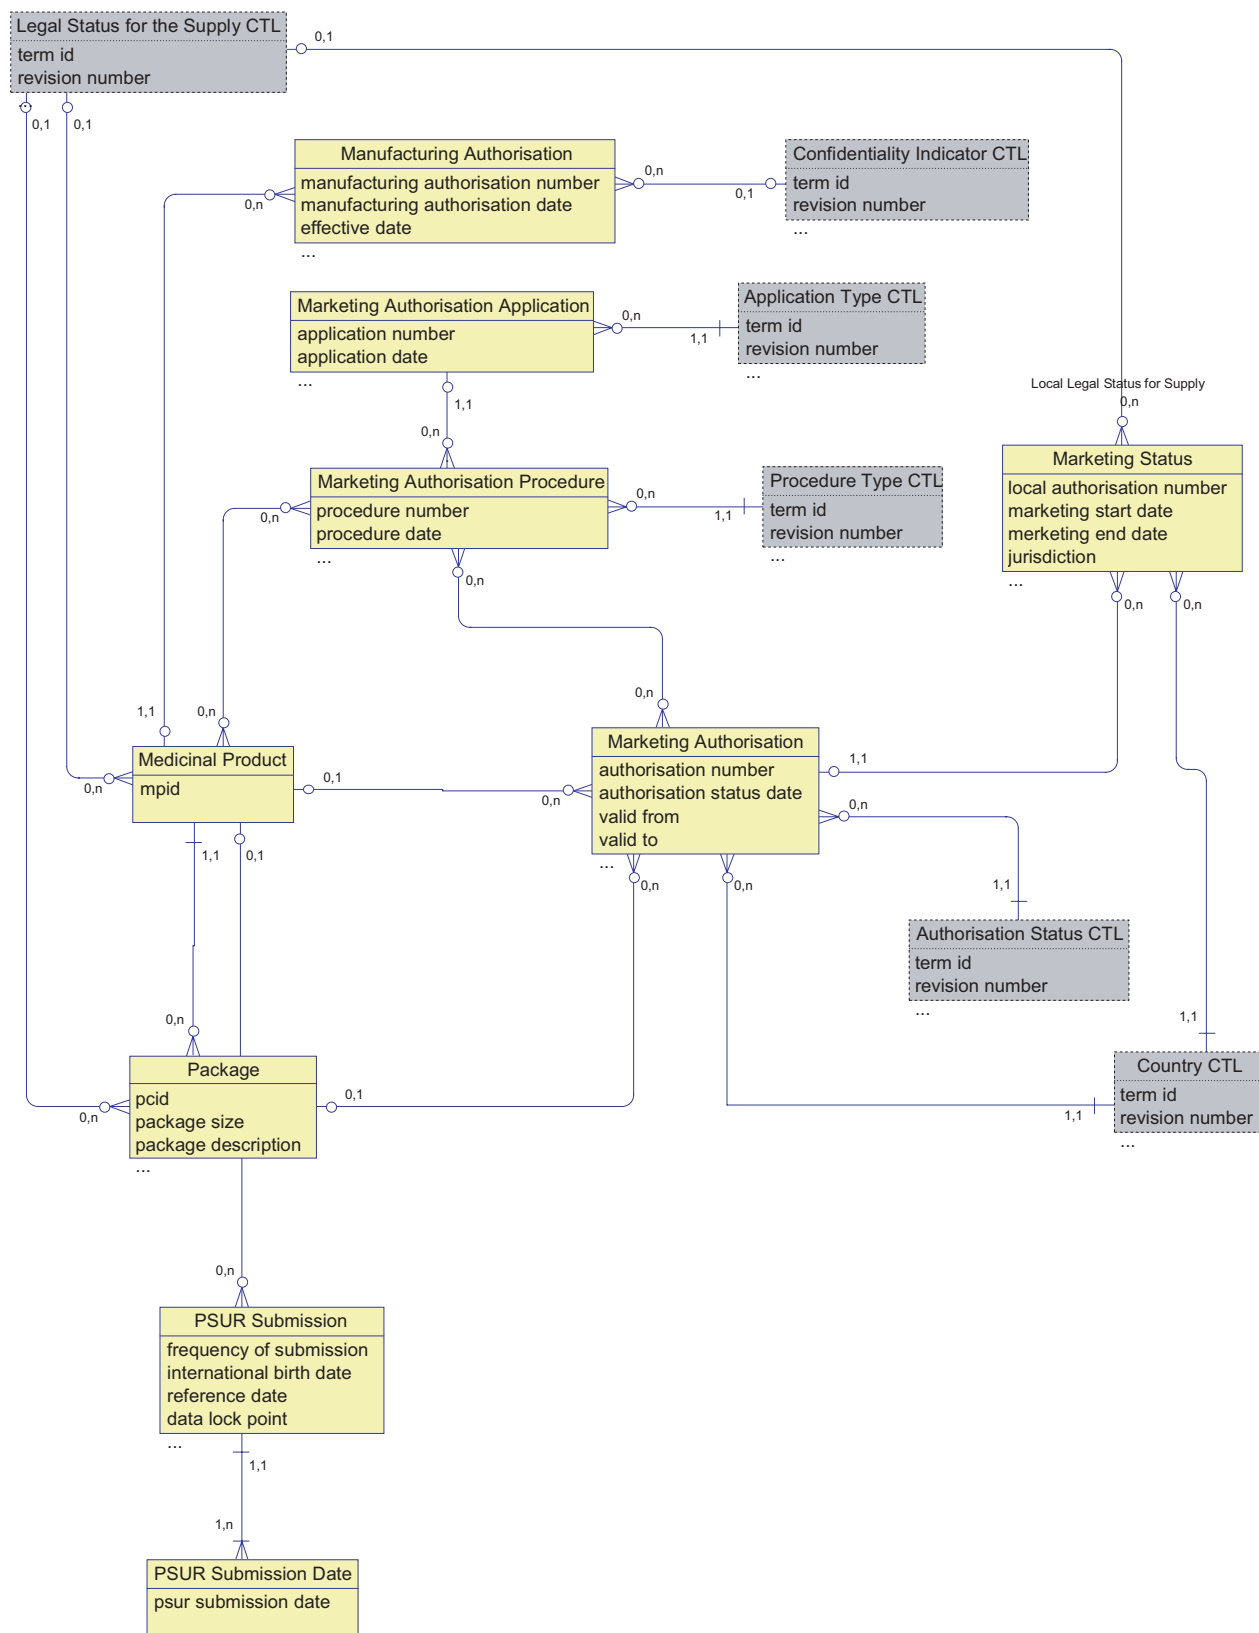 Legal Status for the Supply CTL
term id
revision number
...
0,1
0,1
0,1
Manufacturing Authorisation
manufacturing authorisation number
manufacturing authorisation date
effective date
...
0,n
0,n
0,1
Confidentiality Indicator CTL
term id
revision number
...
Marketing Authorisation Application
application number
application date
...
0,n
1,1
Application Type CTL
term id
revision number
...
1,1
0,n
Local Legal Status for Supply
0,n
Marketing Authorisation Procedure
procedure number
procedure date
...
0,n
0,n
1,1
Procedure Type CTL
term id
revision number
...
Marketing Status
local authorisation number
marketing start date
merketing end date
jurisdiction
...
0,n
0,n
0,n
0,n
1,1
0,n
Medicinal Product
mpid
0,n
0,1
0,n
1,1
0,1
Marketing Authorisation
authorisation number
authorisation status date
valid from
valid to
...
1,1
0,n
0,n
0,n
1,1
Authorisation Status CTL
term id
revision number
...
1,1
Country CTL
term id
revision number
...
1,1
0,n
Package
pcid
package size
package description
...
0,n
0,1
0,n
PSUR Submission
frequency of submission
international birth date
reference date
data lock point
...
1,1
1,n
PSUR Submission Date
psur submission date